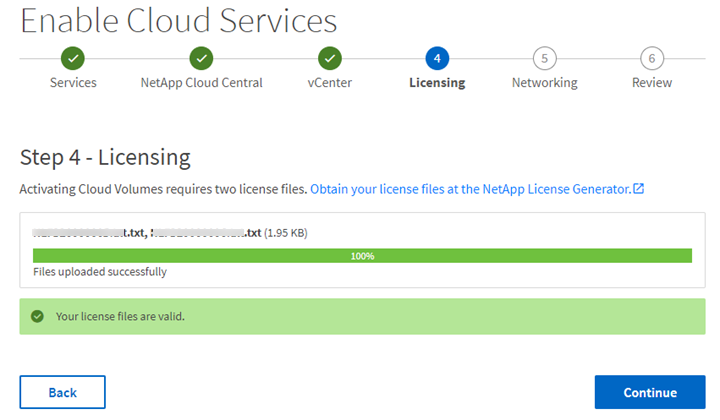 Enable Cloud Services
4
5
6
Services
NetApp Cloud Central
vCenter
Licensing
Networking
Review
Step 4 - Licensing
Activating Cloud Volumes requires two license files. Obtain your license files at the NetApp License Generator.
.txt, .txt (1.95 KB)
100%
Files uploaded successfully
Your license files are valid.
Back
Continue